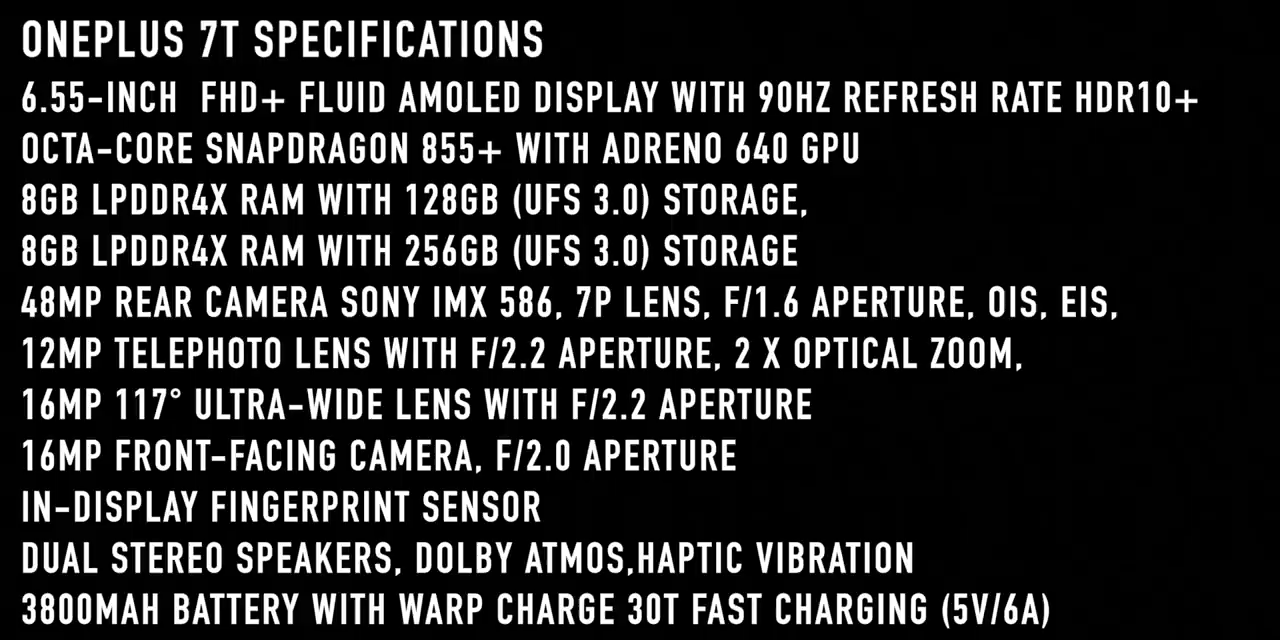 ONEPLUS 7T SPECIFICATIONS
6.55-INCH FHD+ FLUID AMOLED DISPLAY WITH 90HZ REFRESH RATE HDR10+
OCTA-CORE SNAPDRAGON 855+ WITH ADRENO 640 GPU
8GB LPDDR4X RAM WITH 128GB (UFS 3.0) STORAGE,
8GB LPDDR4X RAM WITH 256GB (UFS 3.0) STORAGE
48MP REAR CAMERA SONY IMX 586, 7P LENS, F/1.6 APERTURE, OIS, EIS,
12MP TELEPHOTO LENS WITH F/2.2 APERTURE, 2 X OPTICAL ZOOM,
16MP 117° ULTRA-WIDE LENS WITH F/2.2 APERTURE
16MP FRONT-FACING CAMERA, F/2.0 APERTURE
IN-DISPLAY FINGERPRINT SENSOR
DUAL STEREO SPEAKERS, DOLBY ATMOS,HAPTIC VIBRATION
3800MAH BATTERY WITH WARP CHARGE 30T FAST CHARGING (5V/6A)